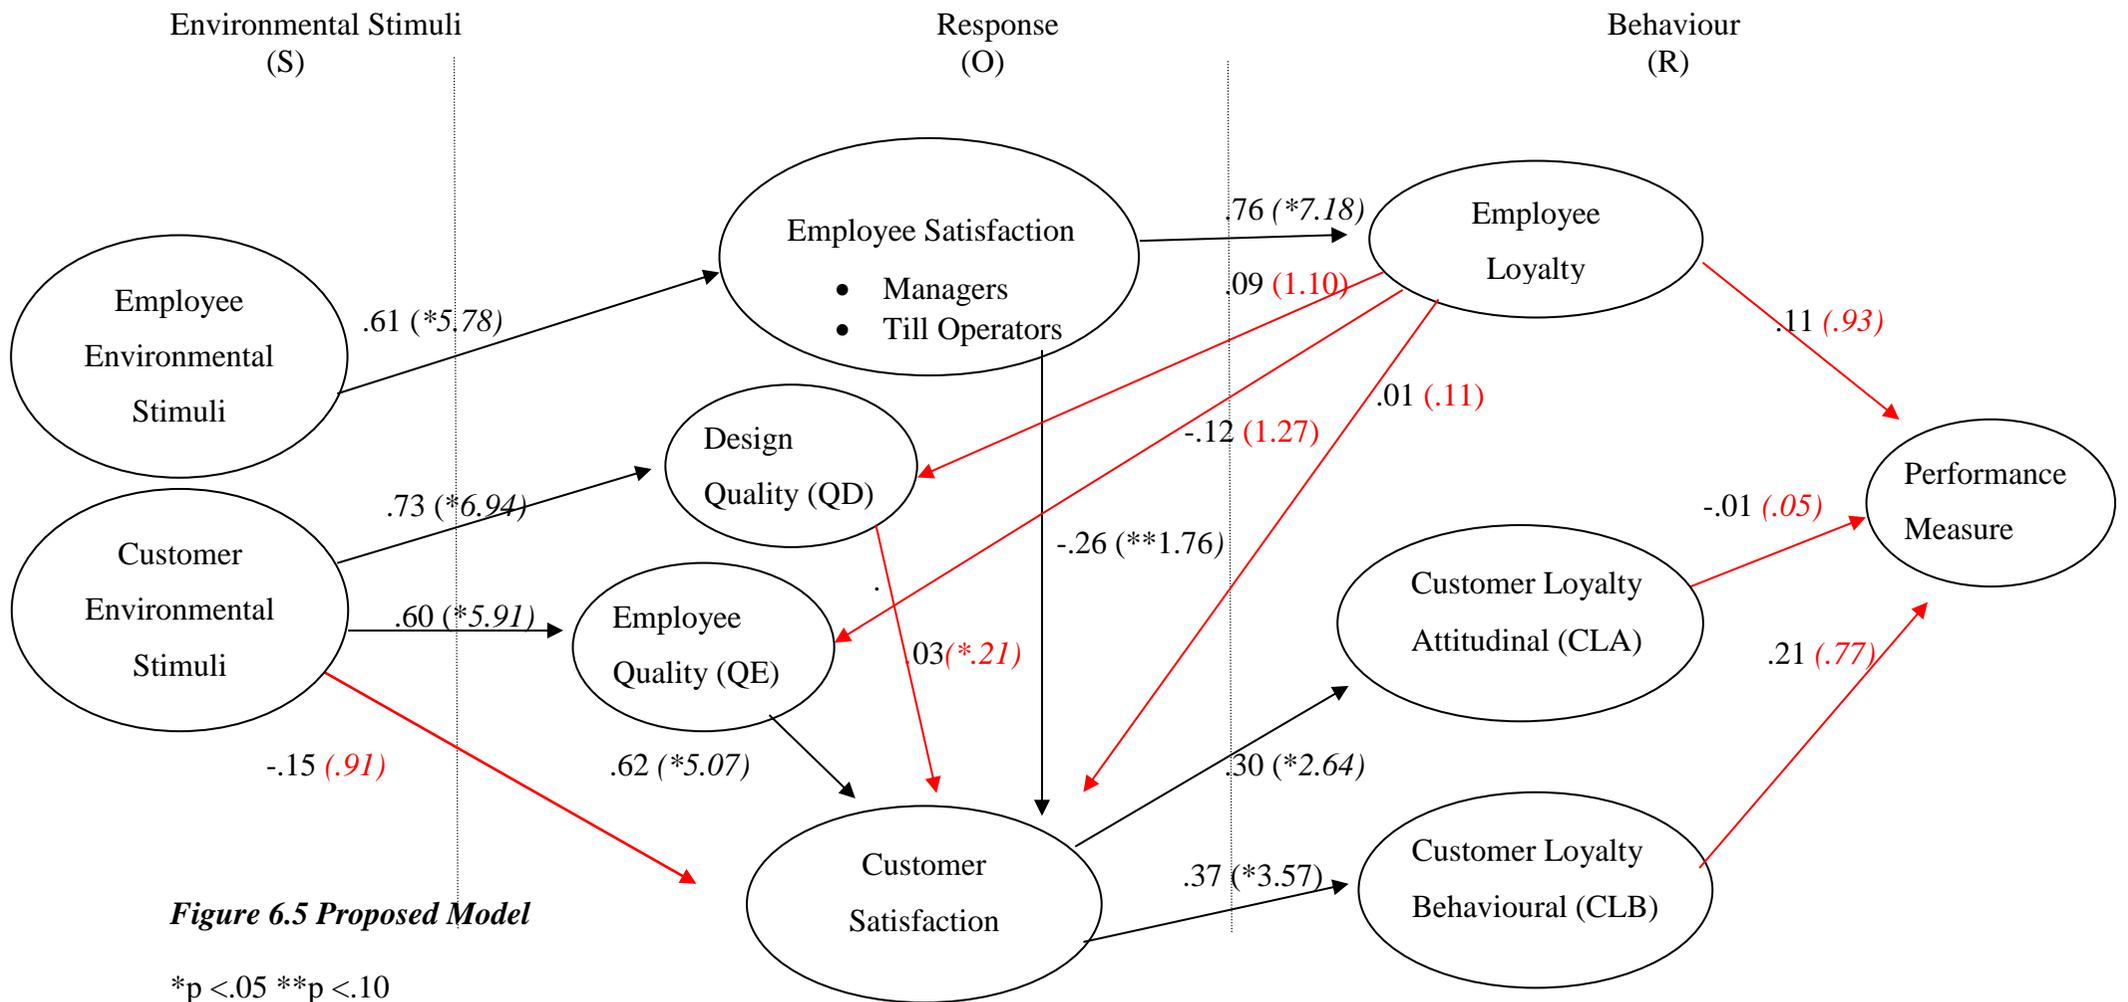 Environmental Stimuli
(S)
Response
(O)
Behaviour
(R)
Employee
Environmental
Stimuli
.61 (*5.78)
Employee Satisfaction
• Managers
• Till Operators
.76 (*7.18)
Employee
Loyalty
.09 (1.10)
.11 (.93)
.01 (.11)
-.12 (1.27)
Design
Quality (QD)
.73 (*6.94)
Customer
Environmental
Stimuli
.60 (*5.91)
Employee
Quality (QE)
-.26 (**1.76)
.
.03(*.21)
Performance
Measure
-.01 (.05)
Customer Loyalty
Attitudinal (CLA)
.21 (.77)
-.15 (.91)
.62 (*5.07)
.30 (*2.64)
Customer
Satisfaction
.37 (*3.57)
Customer Loyalty
Behavioural (CLB)
Figure 6.5 Proposed Model
*p <.05 **p <.10